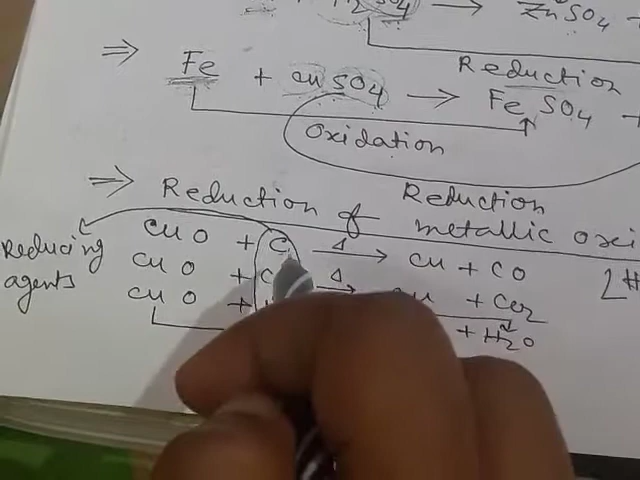 → ZnSO4 +
⇒ Fe + CuSO4 → FeSO4 +
Reduction
Oxidation
Reduction
⇒ Reduction of metallic oxi
Reducing agents
CuO + C →Δ Cu + CO
CuO + C →Δ Cu + CO2
CuO + + H2O